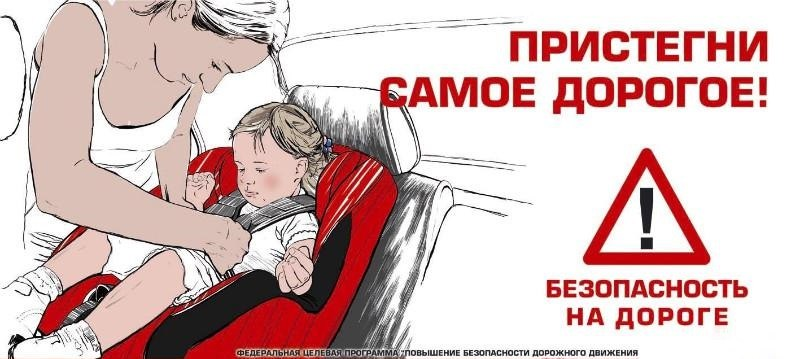 ПРИСТЕГНИ
САМОЕ ДОРОГОЕ!
!
БЕЗОПАСНОСТЬ
НА ДОРОГЕ
ФЕДЕРАЛЬНАЯ ЦЕЛЕВАЯ ПРОГРАММА "ПОВЫШЕНИЕ БЕЗОПАСНОСТИ ДОРОЖНОГО ДВИЖЕНИЯ